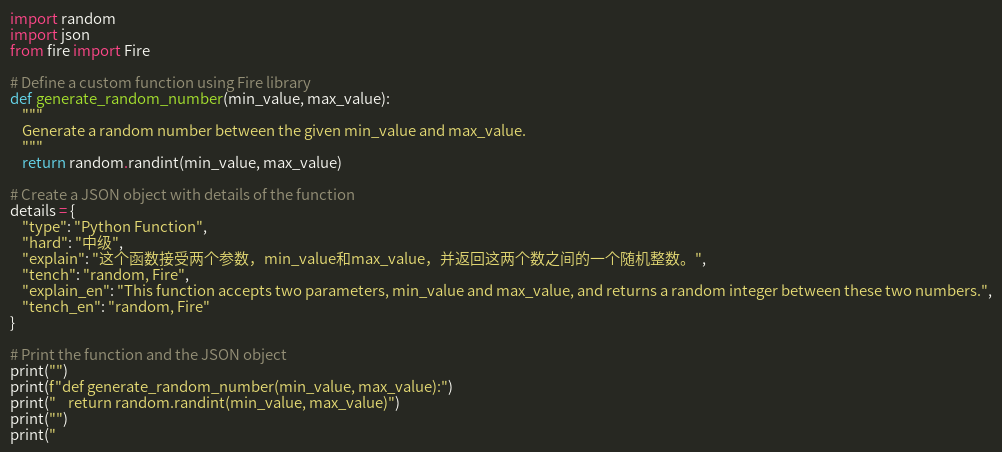 import random
import json
from fire import Fire

# Define a custom function using Fire library
def generate_random_number(min_value, max_value):
    """
    Generate a random number between the given min_value and max_value.
    """
    return random.randint(min_value, max_value)

# Create a JSON object with details of the function
details = {
    "type": "Python Function",
    "hard": "中级",
    "explain": "这个函数接受两个参数，min_value和max_value，并返回这两个数之间的一个随机整数。",
    "tench": "random, Fire",
    "explain_en": "This function accepts two parameters, min_value and max_value, and returns a random integer between these two numbers.",
    "tench_en": "random, Fire"
}

# Print the function and the JSON object
print("")
print(f"def generate_random_number(min_value, max_value):")
print("    return random.randint(min_value, max_value)")
print("")
print("